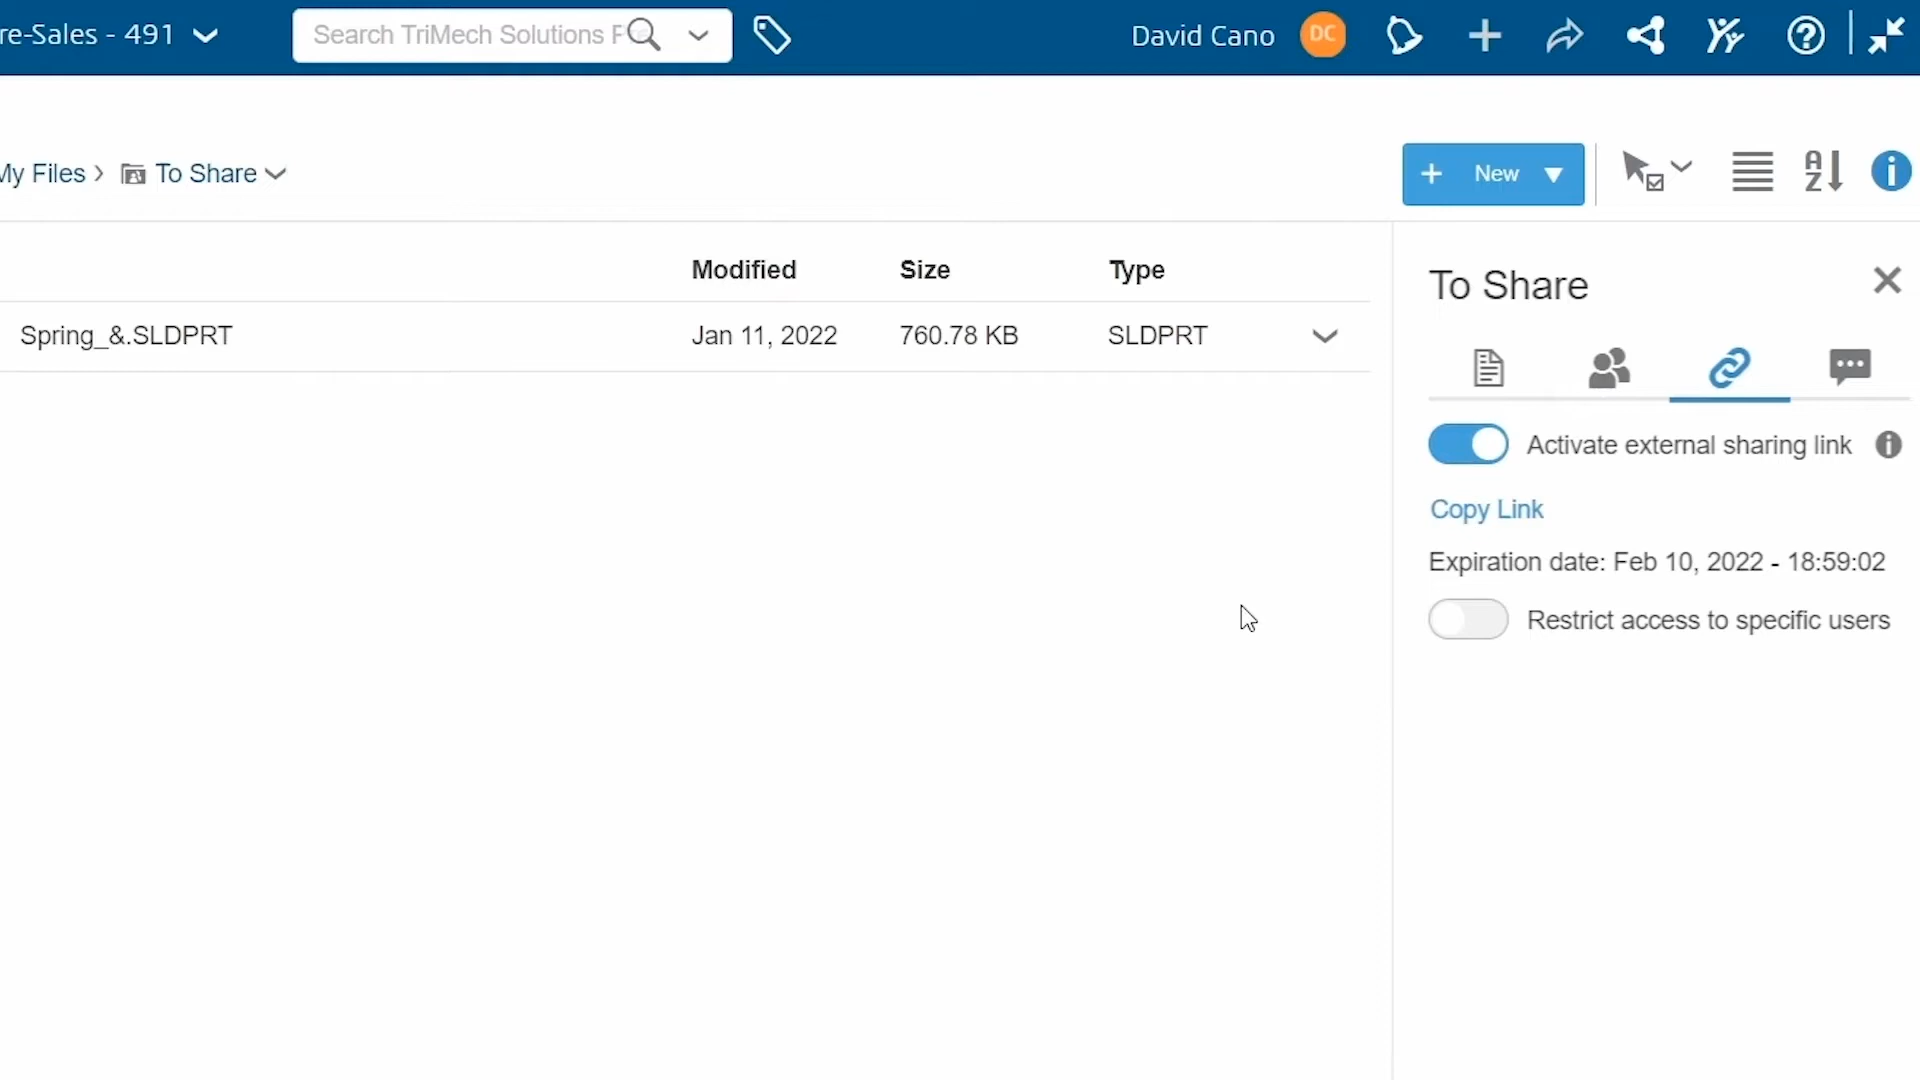 re-Sales - 491
Search TriMech Solutions P
David Cano
DC
My Files > To Share
+ New
A
Z
Modified Size Type
To Share
Spring_&.SLDPRT Jan 11, 2022 760.78 KB SLDPRT
Activate external sharing link
Copy Link
Expiration date: Feb 10, 2022 - 18:59:02
Restrict access to specific users